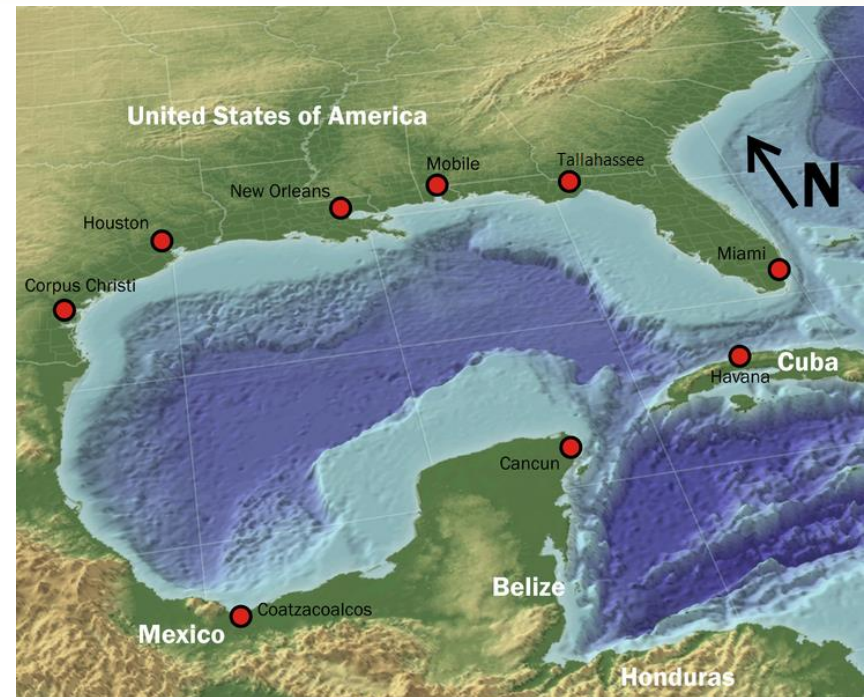 United States of America
Mobile
Tallahassee
New Orleans
N
Houston
Miami
Corpus Christi
Cuba
Havana
Cancun
Belize
Coatzacoalcos
Mexico
Honduras